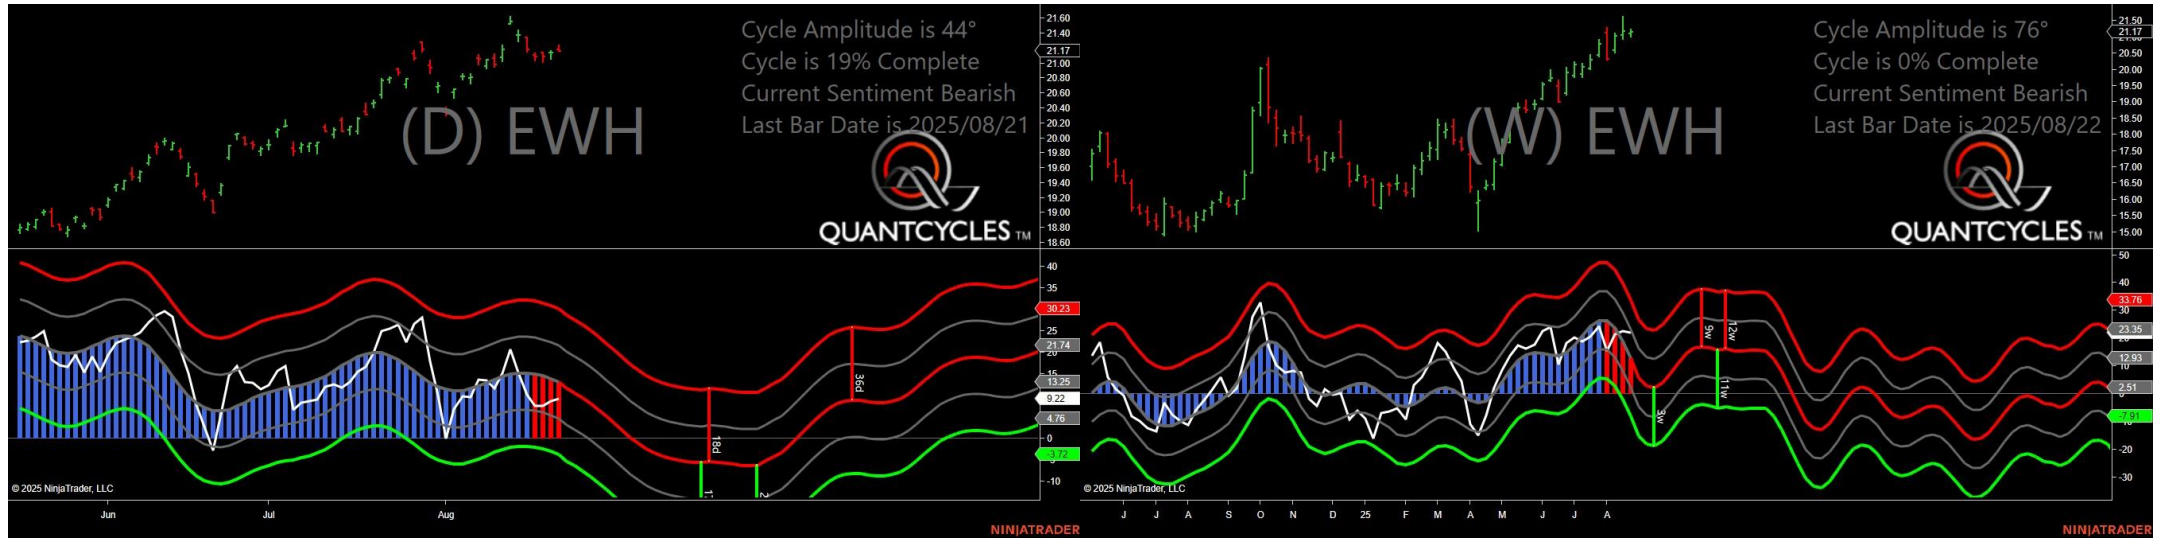 Cycle Amplitude is 44°
Cycle is 19% Complete
Current Sentiment Bearish
Last Bar Date is 2025/08/21
(D) EWH
QUANTCYCLES TM
21.60
21.40
21.17
21.00
20.80
20.60
20.40
20.20
20.00
19.80
19.60
19.40
19.20
19.00
18.80
18.60
40
35
30.23
25
21.74
20
15
13.25
9.22
4.76
0
-3.72
-10
18d
36d
© 2025 NinjaTrader, LLC
Jun Jul Aug
NINJATRADER
Cycle Amplitude is 76°
Cycle is 0% Complete
Current Sentiment Bearish
Last Bar Date is 2025/08/22
(W) EWH
QUANTCYCLES TM
21.50
21.17
20.50
20.00
19.50
19.00
18.50
18.00
17.50
17.00
16.50
16.00
15.50
15.00
50
40
33.76
30
23.35
12.93
10
2.51
0
-7.91
-20
-30
9w
12w
11w
3w
© 2025 NinjaTrader, LLC
J J A S O N D 25 F M A M J J A
NINJATRADER